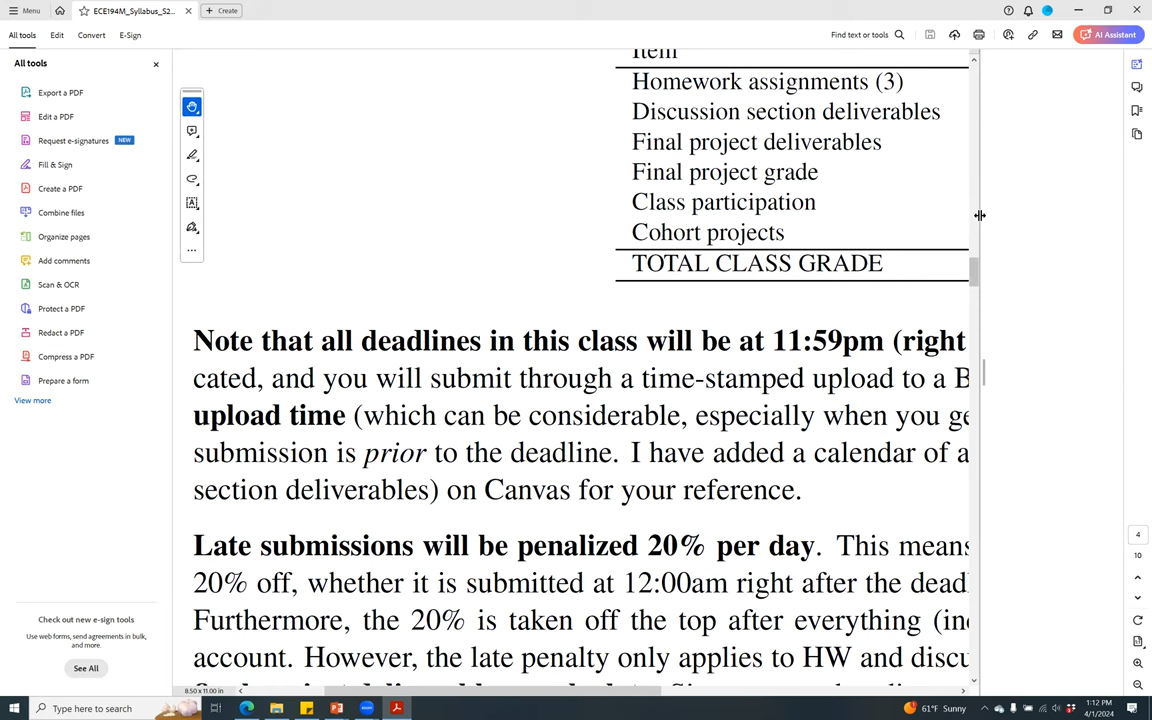 Menu
ECE194M_Syllabus_S2...
Create
All tools
Edit
Convert
E-Sign
Find text or tools
AI Assistant
All tools
Export a PDF
Edit a PDF
Request e-signatures NEW
Fill & Sign
Create a PDF
Combine files
Organize pages
Add comments
Scan & OCR
Protect a PDF
Redact a PDF
Compress a PDF
Prepare a form
View more
Check out new e-sign tools
Use web forms, send agreements in bulk,
and more.
See All
Item
Homework assignments (3)
Discussion section deliverables
Final project deliverables
Final project grade
Class participation
Cohort projects
TOTAL CLASS GRADE
Note that all deadlines in this class will be at 11:59pm (right
cated, and you will submit through a time-stamped upload to a B
upload time (which can be considerable, especially when you ge
submission is prior to the deadline. I have added a calendar of a
section deliverables) on Canvas for your reference.
Late submissions will be penalized 20% per day. This means
20% off, whether it is submitted at 12:00am right after the dead
Furthermore, the 20% is taken off the top after everything (in
account. However, the late penalty only applies to HW and discu
8.50 x 11.00 in
4
10
Type here to search
61°F Sunny
1:12 PM
4/1/2024